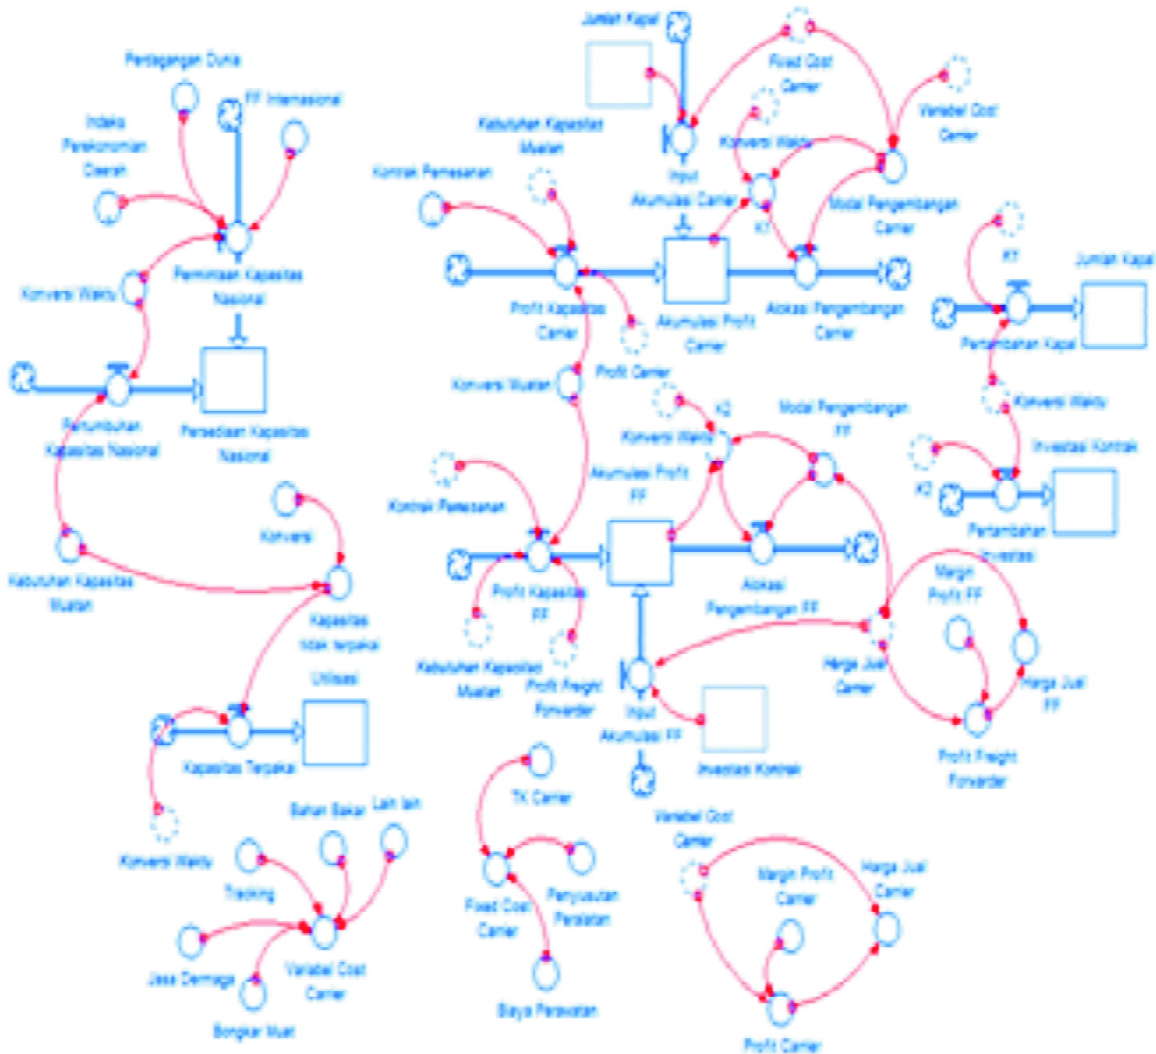 Perdagangan Dunia
FF Internasional
Indeks
Perekonomian
Daerah
Permintaan Kapasitas
Nasional
Konversi Waktu
Pertumbuhan
Kapasitas Nasional
Persediaan Kapasitas
Nasional
Konversi
Kebutuhan Kapasitas
Muatan
Kapasitas
tidak terpakai
Utilisasi
Kapasitas Terpakai
Konversi Waktu
Bahan Bakar
Lain lain
Trucking
Jasa Dermaga
Variabel Cost
Carrier
Bongkar Muat
Jumlah Kapal
Fixed Cost
Carrier
Variabel Cost
Carrier
Kebutuhan Kapasitas
Muatan
Konversi Waktu
Kontrak Pemesanan
Input
Akumulasi Carrier
K1
Modal Pengembangan
Carrier
Profit Kapasitas
Carrier
Akumulasi Profit
Carrier
Alokasi Pengembangan
Carrier
Profit Carrier
Konversi Muatan
K2
Konversi Waktu
Modal Pengembangan
FF
Akumulasi Profit
FF
Kontrak Pemesanan
Profit Kapasitas
FF
Alokasi
Pengembangan FF
Kebutuhan Kapasitas
Muatan
Profit Freight
Forwarder
Input
Akumulasi FF
Investasi Kontrak
K1
Jumlah Kapal
Pertambahan Kapal
Konversi Waktu
K2
Investasi Kontrak
Pertambahan
Investasi
Margin
Profit FF
Harga Jual
Carrier
Harga Jual
FF
Profit Freight
Forwarder
TK Carrier
Fixed Cost
Carrier
Penyusutan
Peralatan
Biaya Perawatan
Variabel Cost
Carrier
Margin Profit
Carrier
Harga Jual
Carrier
Profit Carrier